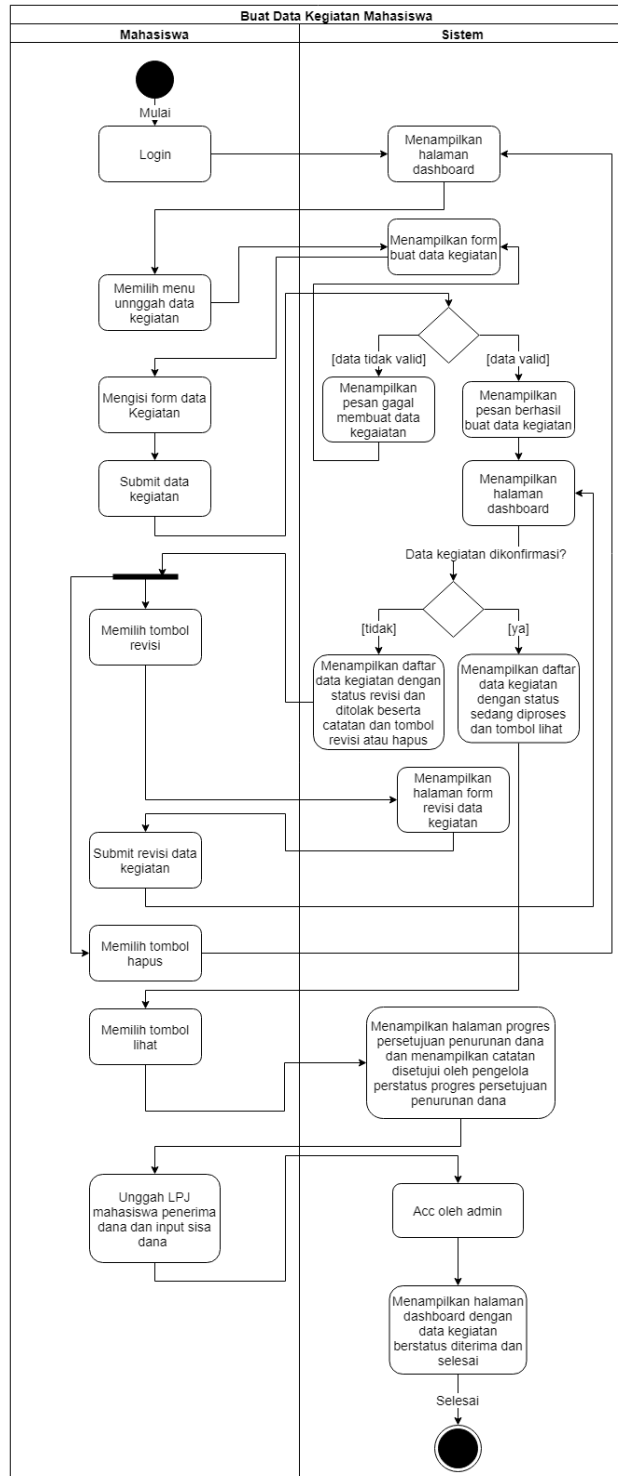 Buat Data Kegiatan Mahasiswa
Mahasiswa
Sistem
Mulai
Login
Menampilkan
halaman
dashboard
Menampilkan form
buat data kegiatan
Memilih menu
unnggah data
kegiatan
[data tidak valid]
[data valid]
Menampilkan
pesan gagal
membuat data
kegaiatan
Menampilkan
pesan berhasil
buat data kegiatan
Mengisi form data
Kegiatan
Submit data
kegiatan
Menampilkan
halaman
dashboard
Data kegiatan dikonfirmasi?
Memilih tombol
revisi
[tidak]
[ya]
Menampilkan daftar
data kegiatan dengan
status revisi dan
ditolak beserta
catatan dan tombol
revisi atau hapus
Menampilkan daftar
data kegiatan
dengan status
sedang diproses
dan tombol lihat
Menampilkan
halaman form
revisi data
kegiatan
Submit revisi data
kegiatan
Memilih tombol
hapus
Memilih tombol
lihat
Menampilkan halaman progres
persetujuan penurunan dana
dan menampilkan catatan
disetujui oleh pengelola
perstatus progres persetujuan
penurunan dana
Unggah LPJ
mahasiswa penerima
dana dan input sisa
dana
Acc oleh admin
Menampilkan halaman
dashboard dengan
data kegiatan
berstatus diterima dan
selesai
Selesai